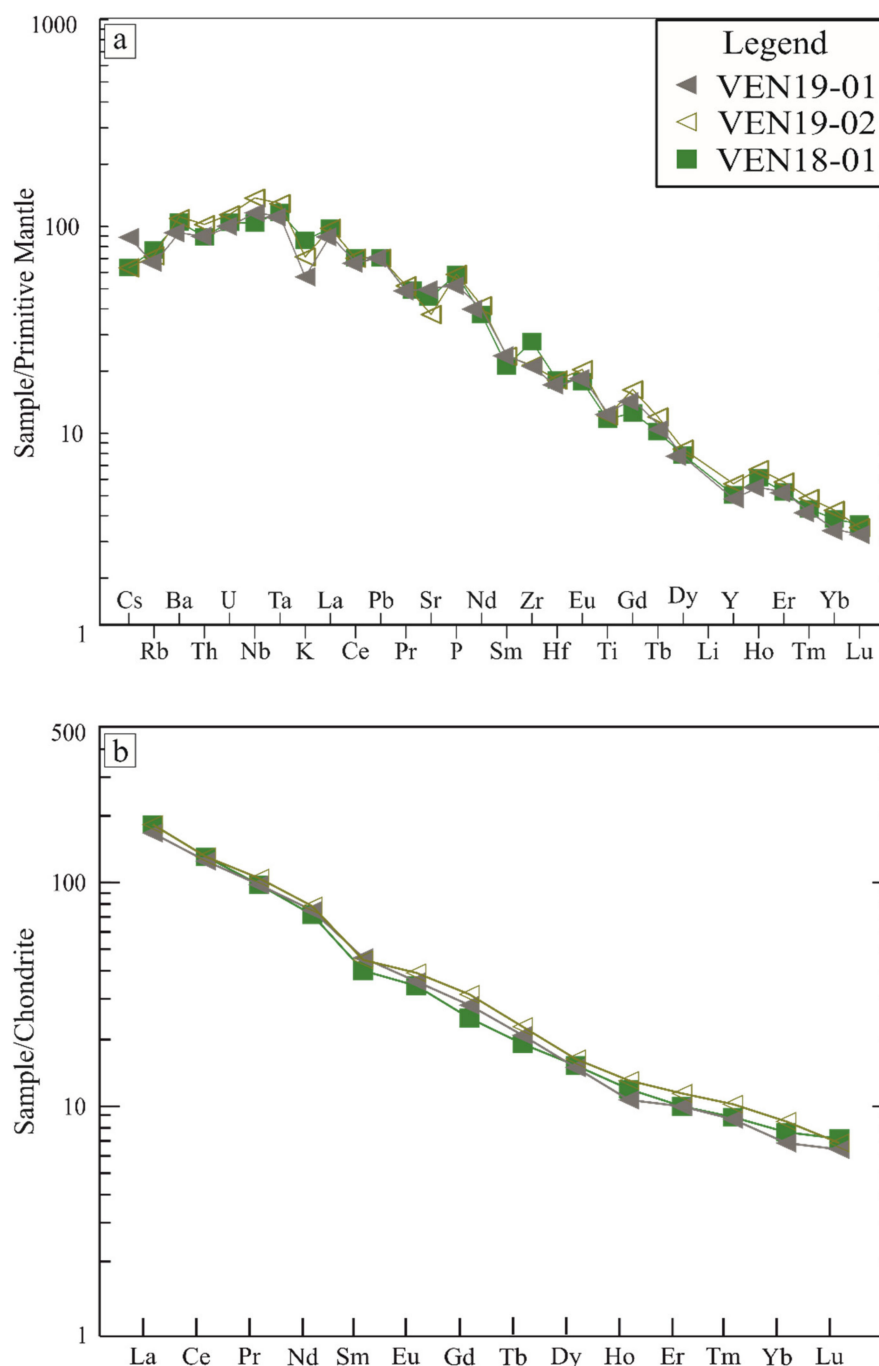 1000
a
Legend
VEN19-01
VEN19-02
VEN18-01
100
Sample/Primitive Mantle
10
Cs Ba U Ta La Pb Sr Nd Zr Eu Gd Dy Y Er Yb
1
Rb Th Nb K Ce Pr P Sm Hf Ti Tb Li Ho Tm Lu
500
b
100
Sample/Chondrite
10
1
La Ce Pr Nd Sm Eu Gd Tb Dy Ho Er Tm Yb Lu